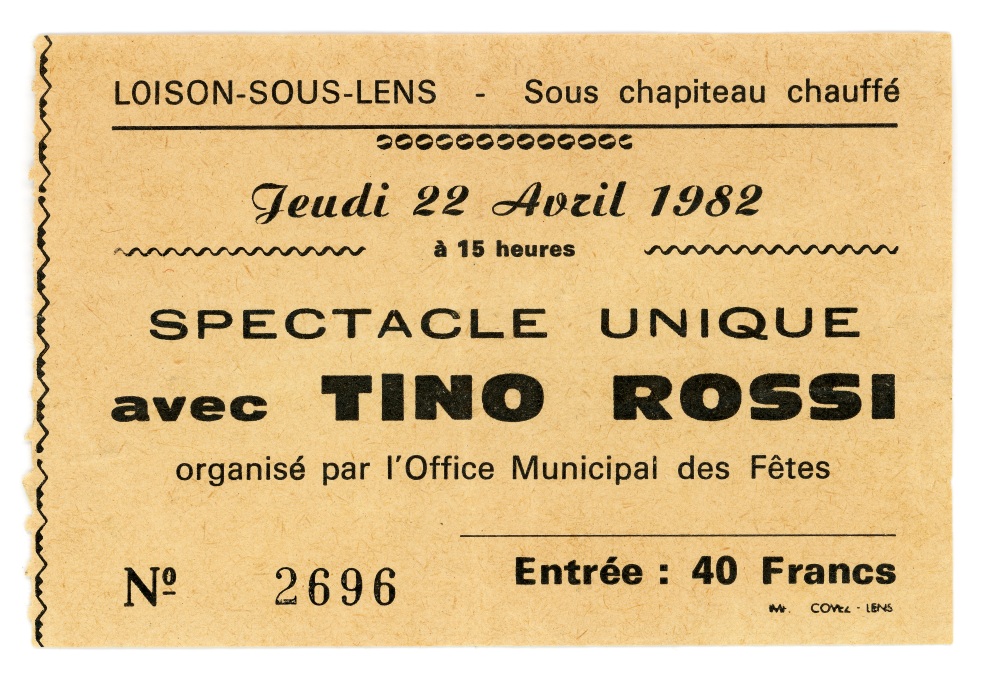 LOISON-SOUS-LENS - Sous chapiteau chauffé
Jeudi 22 Avril 1982
à 15 heures
SPECTACLE UNIQUE
avec TINO ROSSI
organisé par l'Office Municipal des Fêtes
Entrée : 40 Francs
Nº 2696
- LENS